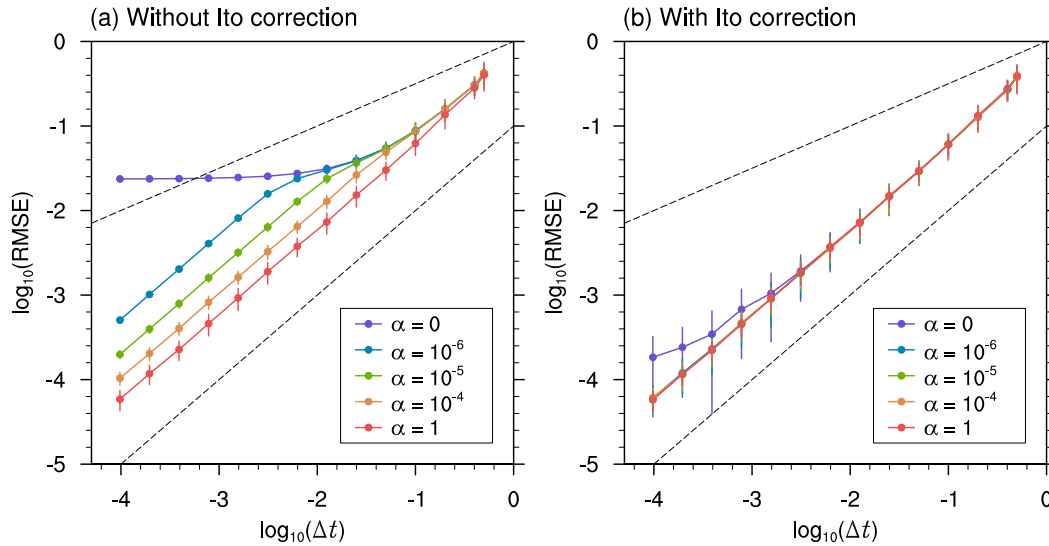 (a) Without Ito correction
0
-1
-2
-3
-4
-5
log₁₀(RMSE)
α = 0
α = 10⁻⁶
α = 10⁻⁵
α = 10⁻⁴
α = 1
-4 -3 -2 -1 0
log₁₀(Δt)
(b) With Ito correction
0
-1
-2
-3
-4
-5
log₁₀(RMSE)
α = 0
α = 10⁻⁶
α = 10⁻⁵
α = 10⁻⁴
α = 1
-4 -3 -2 -1 0
log₁₀(Δt)